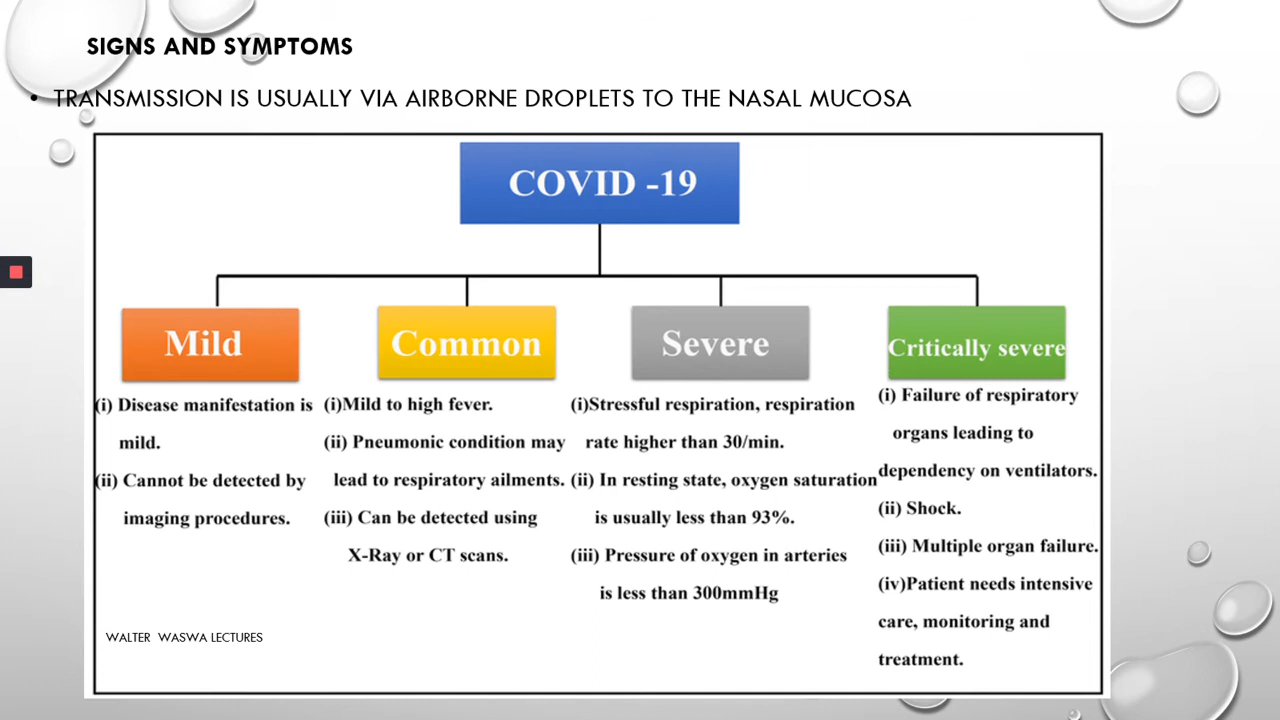 SIGNS AND SYMPTOMS
• TRANSMISSION IS USUALLY VIA AIRBORNE DROPLETS TO THE NASAL MUCOSA
COVID -19
Mild
(i) Disease manifestation is
mild.
(ii) Cannot be detected by
imaging procedures.
Common
(i)Mild to high fever.
(ii) Pneumonic condition may
lead to respiratory ailments.
(iii) Can be detected using
X-Ray or CT scans.
Severe
(i)Stressful respiration, respiration
rate higher than 30/min.
(ii) In resting state, oxygen saturation
is usually less than 93%.
(iii) Pressure of oxygen in arteries
is less than 300mmHg
Critically severe
(i) Failure of respiratory
organs leading to
dependency on ventilators.
(ii) Shock.
(iii) Multiple organ failure.
(iv)Patient needs intensive
care, monitoring and
treatment.
WALTER WASWA LECTURES